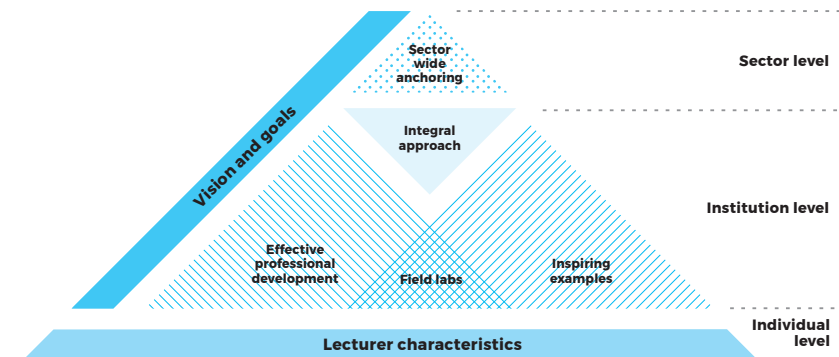 Sector
wide
anchoring
Sector level
Vision and goals
Integral
approach
Institution level
Effective
professional
development
Field labs
Inspiring
examples
Individual
level
Lecturer characteristics